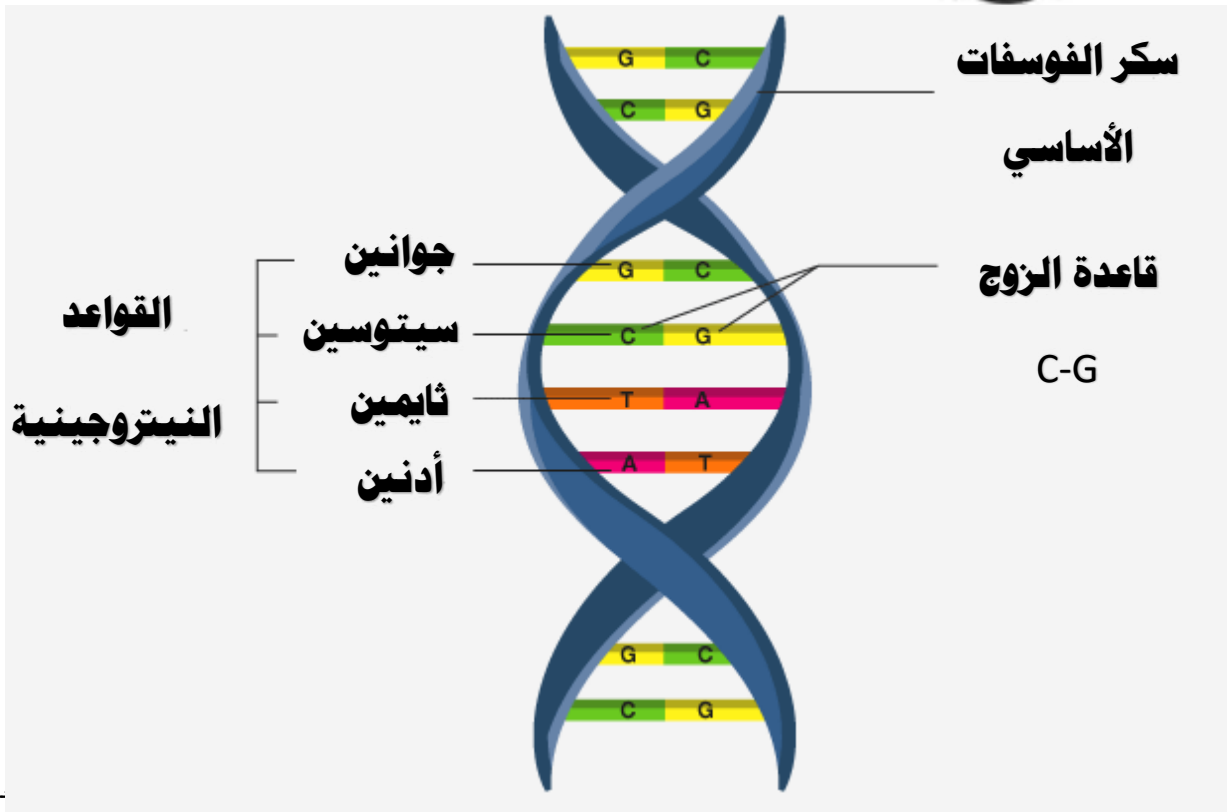 G C
سكر الفوسفات
C G
الأساسي
جوانين
G C
قاعدة الزوج
القواعد
سيتوسين
C G
C-G
النيتروجينية
ثايمين
T A
أدنين
A T
G C
C G